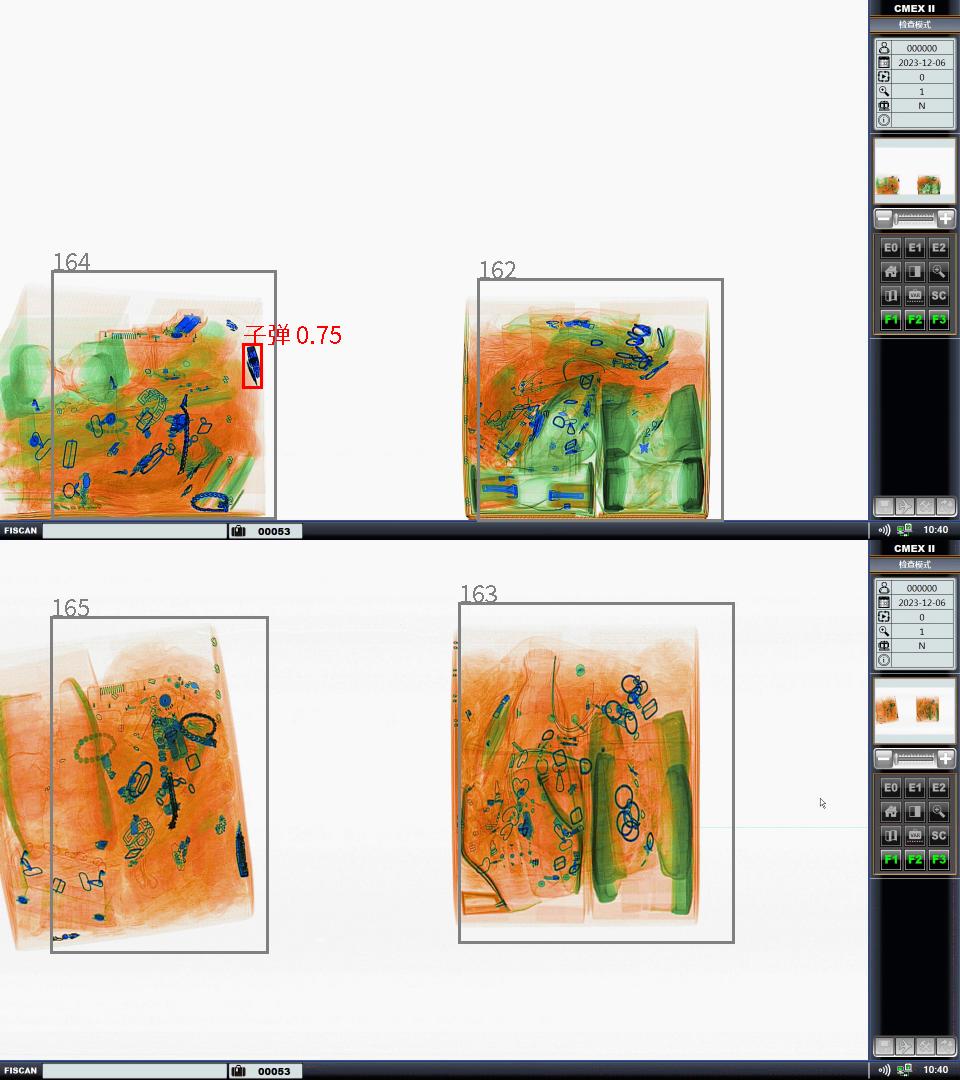 CMEX II
检查模式
000000
2023-12-06
0
1
N
E0 E1 E2
SC
F1 F2 F3
164
子弹 0.75
162
FISCAN
00053
10:40
CMEX II
检查模式
000000
2023-12-06
0
1
N
E0 E1 E2
SC
F1 F2 F3
165
163
FISCAN
00053
10:40